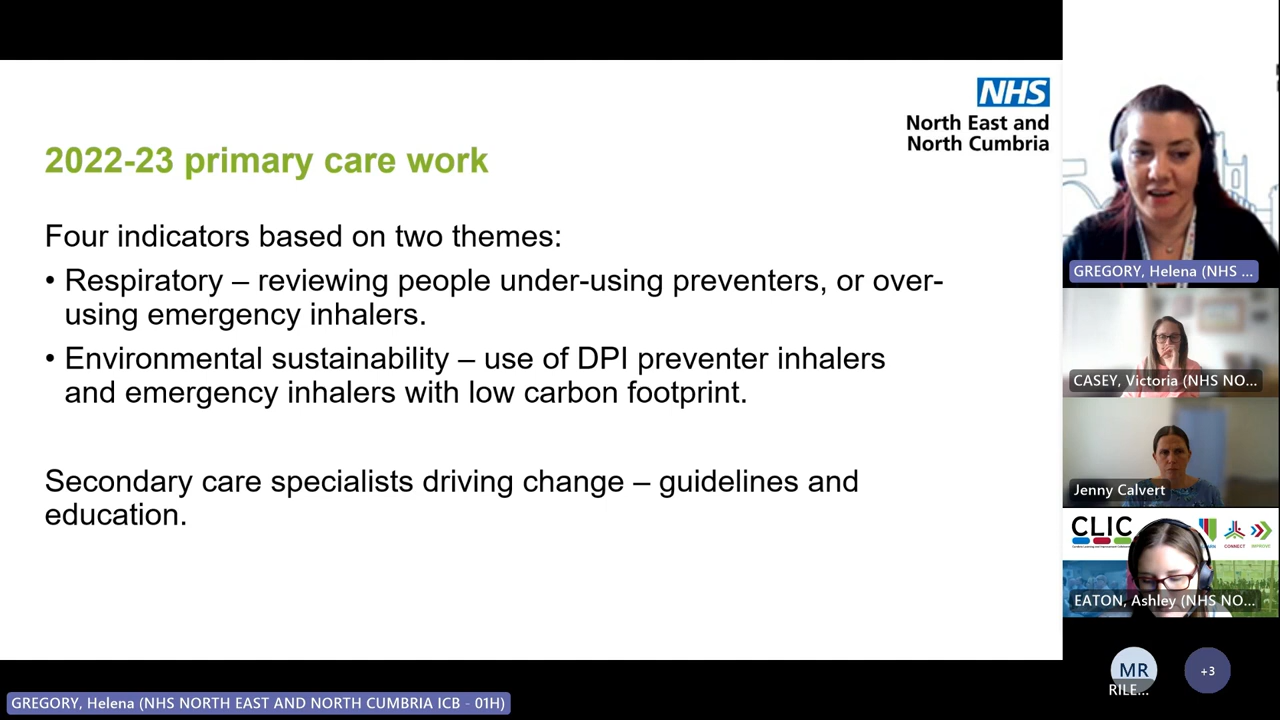 NHS
North East and
North Cumbria
2022-23 primary care work
Four indicators based on two themes:
• Respiratory – reviewing people under-using preventers, or over-
using emergency inhalers.
• Environmental sustainability – use of DPI preventer inhalers
and emergency inhalers with low carbon footprint.
Secondary care specialists driving change – guidelines and
education.
GREGORY, Helena (NHS ...
CASEY, Victoria (NHS NO...
Jenny Calvert
CLIC
CONNECT
EATON, Ashley (NHS NO...
MR
RILE...
+3
GREGORY, Helena (NHS NORTH EAST AND NORTH CUMBRIA ICB - 01H)